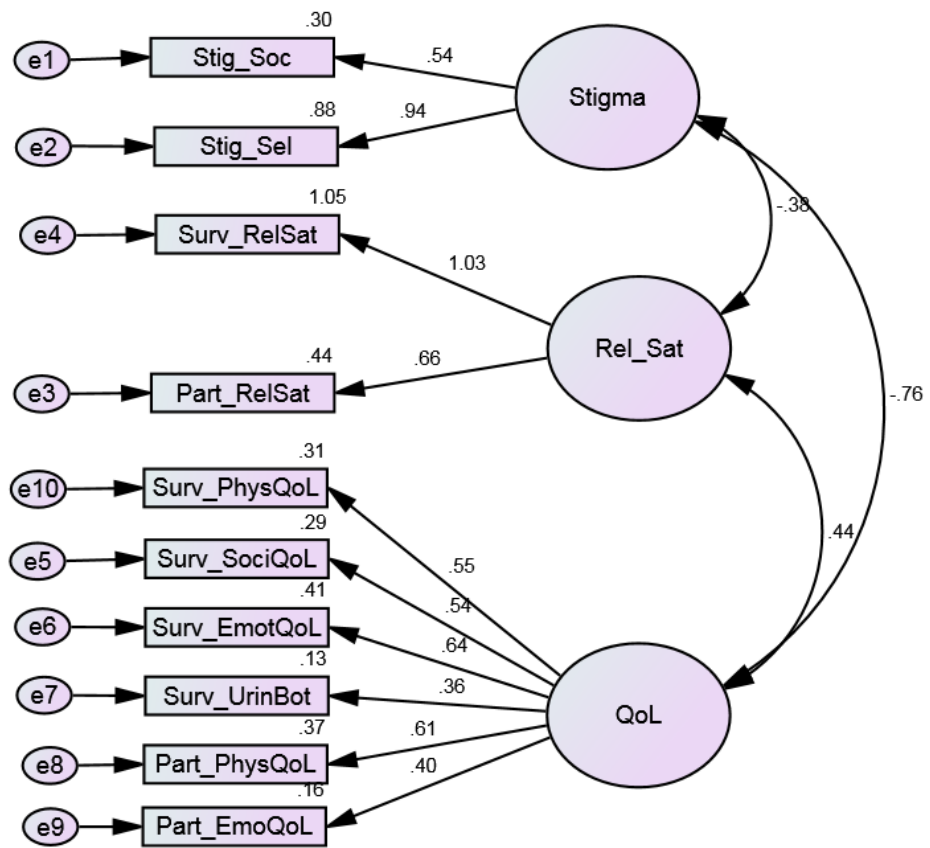 .30
e1
Stig_Soc
.54
Stigma
.88
.94
e2
Stig_Sel
1.05
-.38
e4
Surv_RelSat
1.03
Rel_Sat
.44
.66
e3
Part_RelSat
-.76
.31
e10
Surv_PhysQoL
.29
.44
e5
Surv_SociQoL
.55
.41
.54
e6
Surv_EmotQoL
.64
.13
.36
e7
Surv_UrinBot
QoL
.37
.61
e8
Part_PhysQoL
.40
.16
e9
Part_EmoQoL